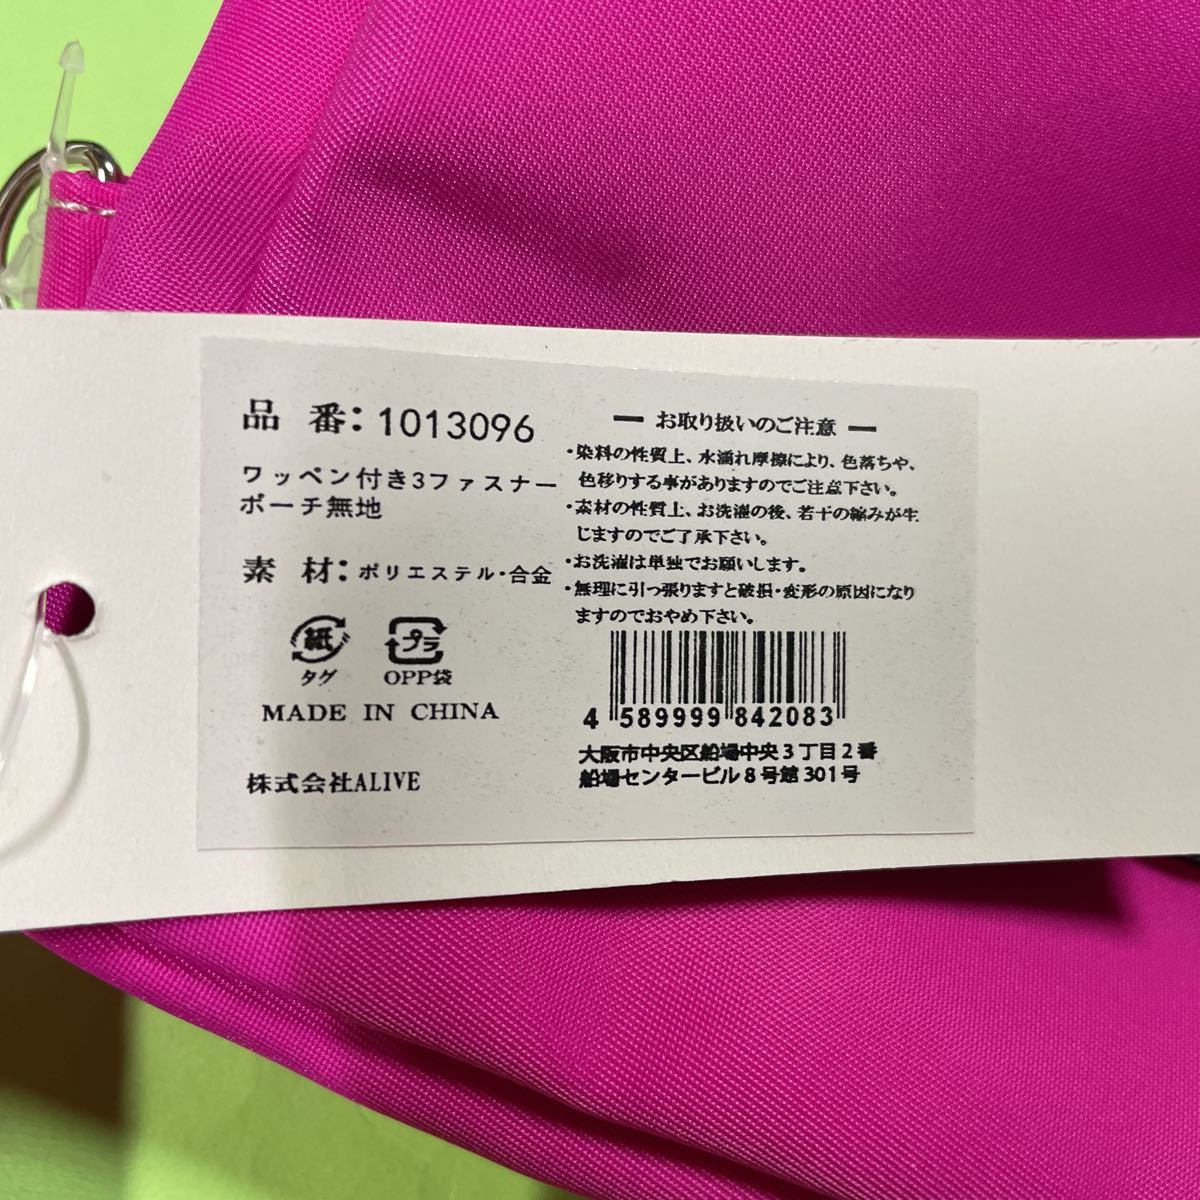 品 番：1013096
ワッペン付き3ファスナー
ポーチ無地
素 材：ポリエステル・合金
紙
タグ
プラ
OPP袋
MADE IN CHINA
株式会社ALIVE
ー お取り扱いのご注意 ー
・染料の性質上、水濡れ摩擦により、色落ちや、
色移りする事がありますのでご注意下さい。
・素材の性質上、お洗濯の後、若干の縮みが生
じますのでご了承下さい。
・お洗濯は単独でお願いします。
・無理に引っ張りますと破損・変形の原因になり
ますのでおやめ下さい。
4 589999 842083
大阪市中央区船場中央3丁目2番
船場センタービル8号館301号